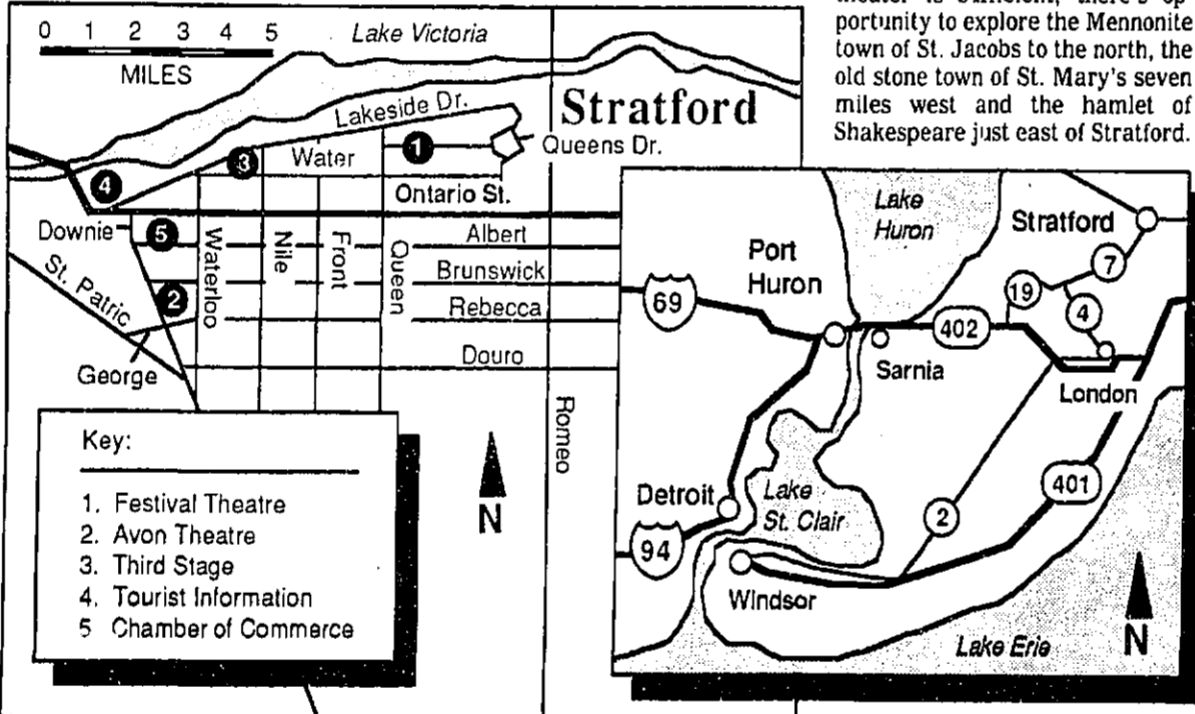 portunity to explore the Mennonite
town of St. Jacobs to the north, the
old stone town of St. Mary's seven
miles west and the hamlet of
Shakespeare just east of Stratford.
0 1 2 3 4 5
MILES
Lake Victoria
Stratford
Lakeside Dr.
Queens Dr.
Water
Ontario St.
1
3
4
5
2
Downie
St. Patric
George
Waterloo
Nile
Front
Queen
Albert
Brunswick
Rebecca
Douro
Romeo
N
Key:
1. Festival Theatre
2. Avon Theatre
3. Third Stage
4. Tourist Information
5 Chamber of Commerce
Lake
Huron
Stratford
Port
Huron
69
402
19
7
4
Sarnia
London
Detroit
Lake
St. Clair
94
2
401
Windsor
Lake Erie
N